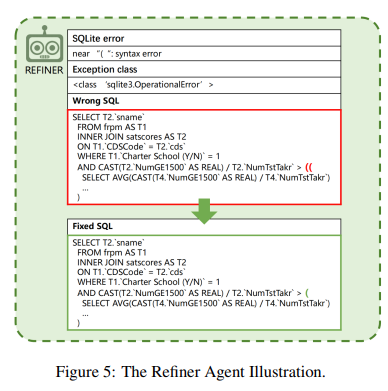 REFINER
SQLite error
near "( ": syntax error
Exception class
<class 'sqlite3.OperationalError' >
Wrong SQL
SELECT T2.`sname`
FROM frpm AS T1
INNER JOIN satscores AS T2
ON T1.`CDSCode` = T2.`cds`
WHERE T1.`Charter School (Y/N)` = 1
AND CAST(T2.`NumGE1500` AS REAL) / T2.`NumTstTakr` > ((
SELECT AVG(CAST(T4.`NumGE1500` AS REAL) / T4.`NumTstTakr`)
...
)
Fixed SQL
SELECT T2.`sname`
FROM frpm AS T1
INNER JOIN satscores AS T2
ON T1.`CDSCode` = T2.`cds`
WHERE T1.`Charter School (Y/N)` = 1
AND CAST(T2.`NumGE1500` AS REAL) / T2.`NumTstTakr` > (
SELECT AVG(CAST(T4.`NumGE1500` AS REAL) / T4.`NumTstTakr`)
...
)
Figure 5: The Refiner Agent Illustration.